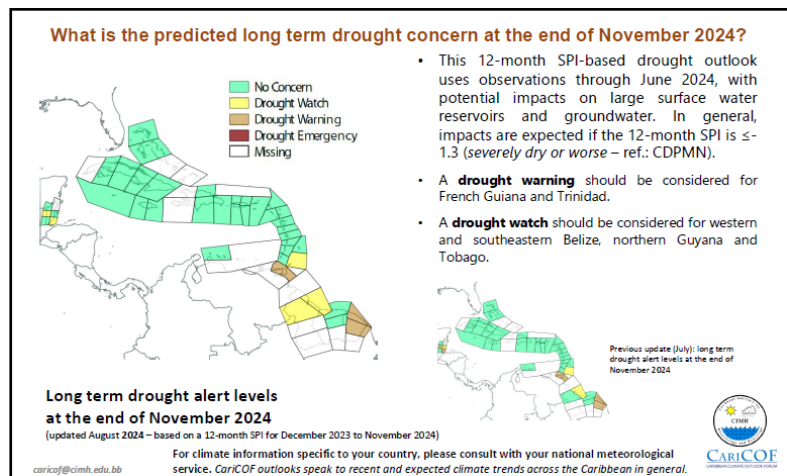 What is the predicted long term drought concern at the end of November 2024?
No Concern
Drought Watch
Drought Warning
Drought Emergency
Missing
• This 12-month SPI-based drought outlook
uses observations through June 2024, with
potential impacts on large surface water
reservoirs and groundwater. In general,
impacts are expected if the 12-month SPI is ≤-
1.3 (severely dry or worse – ref.: CDPMN).
• A drought warning should be considered for
French Guiana and Trinidad.
• A drought watch should be considered for western
and southeastern Belize, northern Guyana and
Tobago.
Previous update (July): long term
drought alert levels at the end of
November 2024
Long term drought alert levels
at the end of November 2024
(updated August 2024 – based on a 12-month SPI for December 2023 to November 2024)
For climate information specific to your country, please consult with your national meteorological
caricof@cimh.edu.bb
service. CariCOF outlooks speak to recent and expected climate trends across the Caribbean in general.
CIMH
CARICOF
CARIBBEAN CLIMATE OUTLOOK FORUM